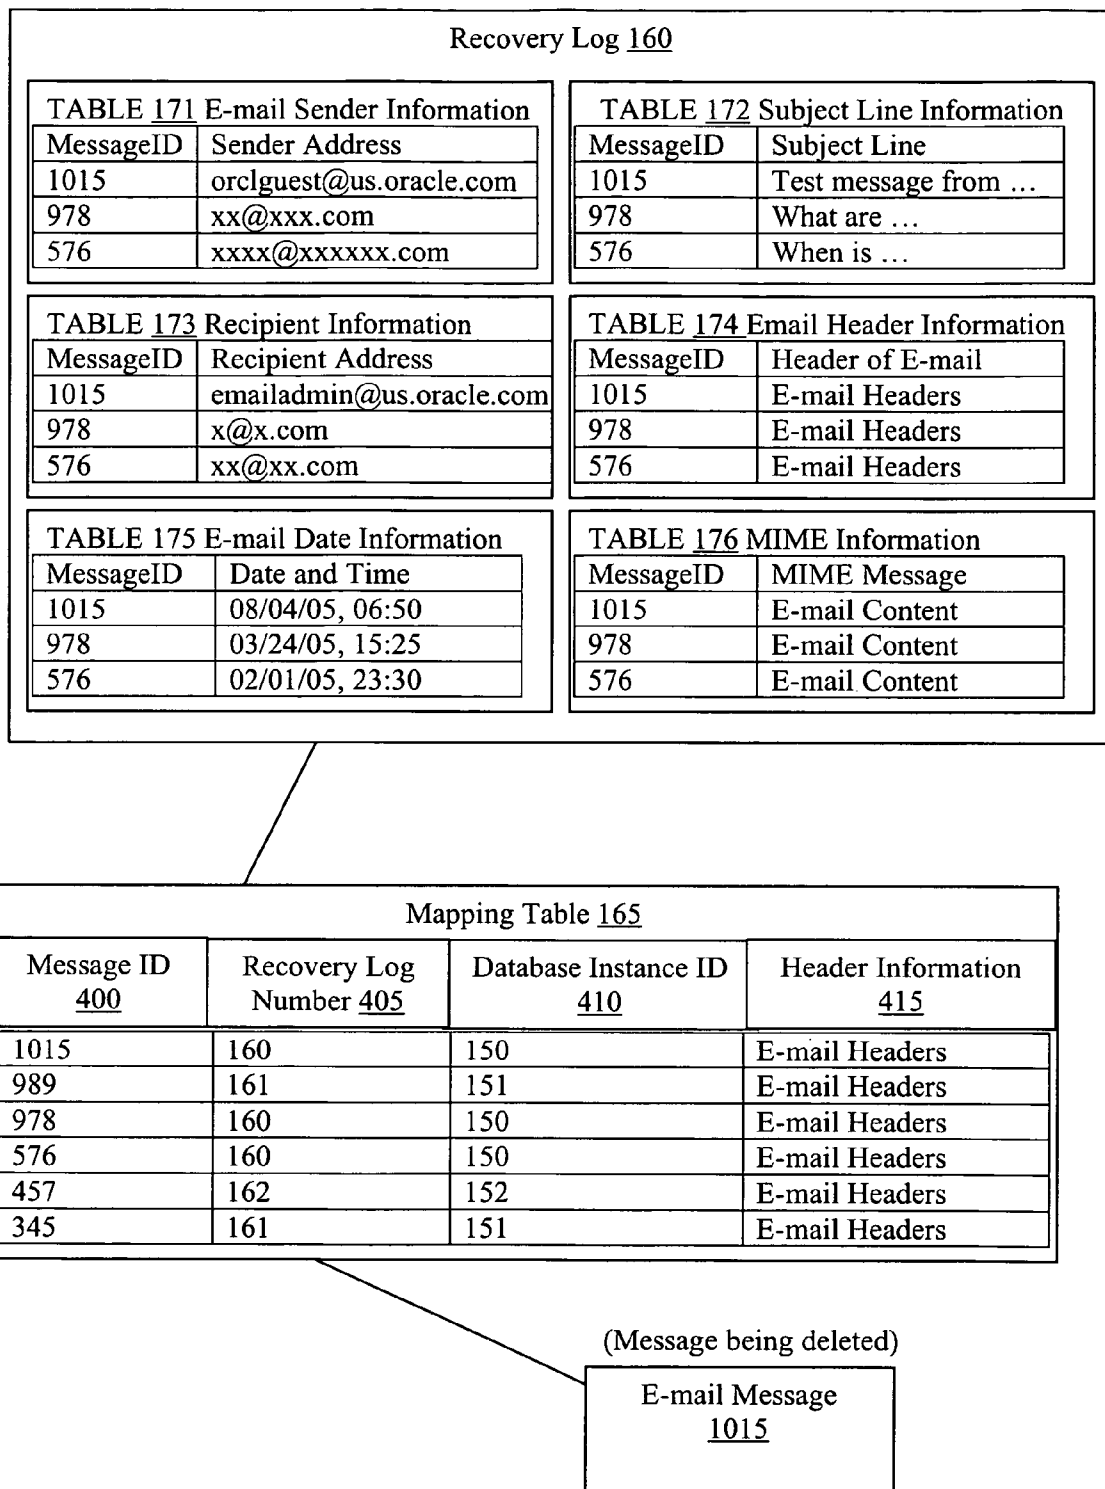 Recovery Log 160
TABLE 171 E-mail Sender Information
MessageID Sender Address
1015 orclguest@us.oracle.com
978 xx@xxx.com
576 xxxx@xxxxxx.com
TABLE 172 Subject Line Information
MessageID Subject Line
1015 Test message from ...
978 What are ...
576 When is ...
TABLE 173 Recipient Information
MessageID Recipient Address
1015 emailadmin@us.oracle.com
978 x@x.com
576 xx@xx.com
TABLE 174 Email Header Information
MessageID Header of E-mail
1015 E-mail Headers
978 E-mail Headers
576 E-mail Headers
TABLE 175 E-mail Date Information
MessageID Date and Time
1015 08/04/05, 06:50
978 03/24/05, 15:25
576 02/01/05, 23:30
TABLE 176 MIME Information
MessageID MIME Message
1015 E-mail Content
978 E-mail Content
576 E-mail Content
Mapping Table 165
Message ID Recovery Log Database Instance ID Header Information
400 Number 405 410 415
1015 160 150 E-mail Headers
989 161 151 E-mail Headers
978 160 150 E-mail Headers
576 160 150 E-mail Headers
457 162 152 E-mail Headers
345 161 151 E-mail Headers
(Message being deleted)
E-mail Message
1015